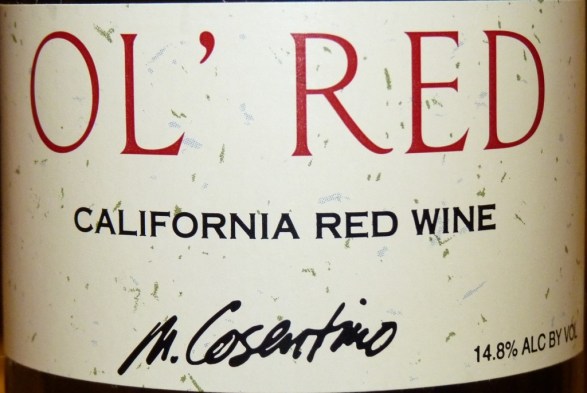 OL' RED
CALIFORNIA RED WINE
M. Cosentino
14.8% ALC BY VOL